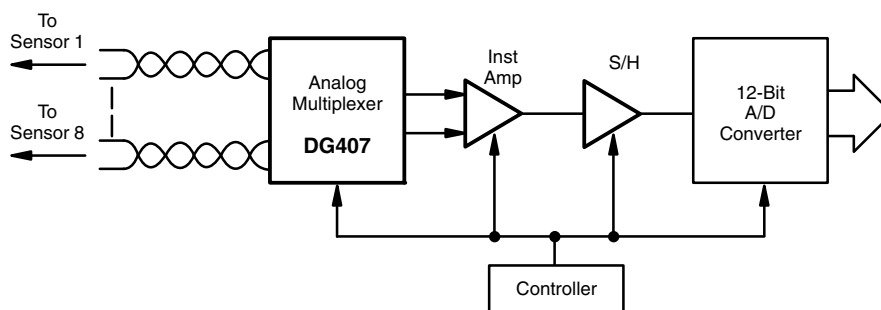 To
Sensor 1
To
Sensor 8
Analog
Multiplexer
DG407
Inst
Amp
S/H
12-Bit
A/D
Converter
Controller